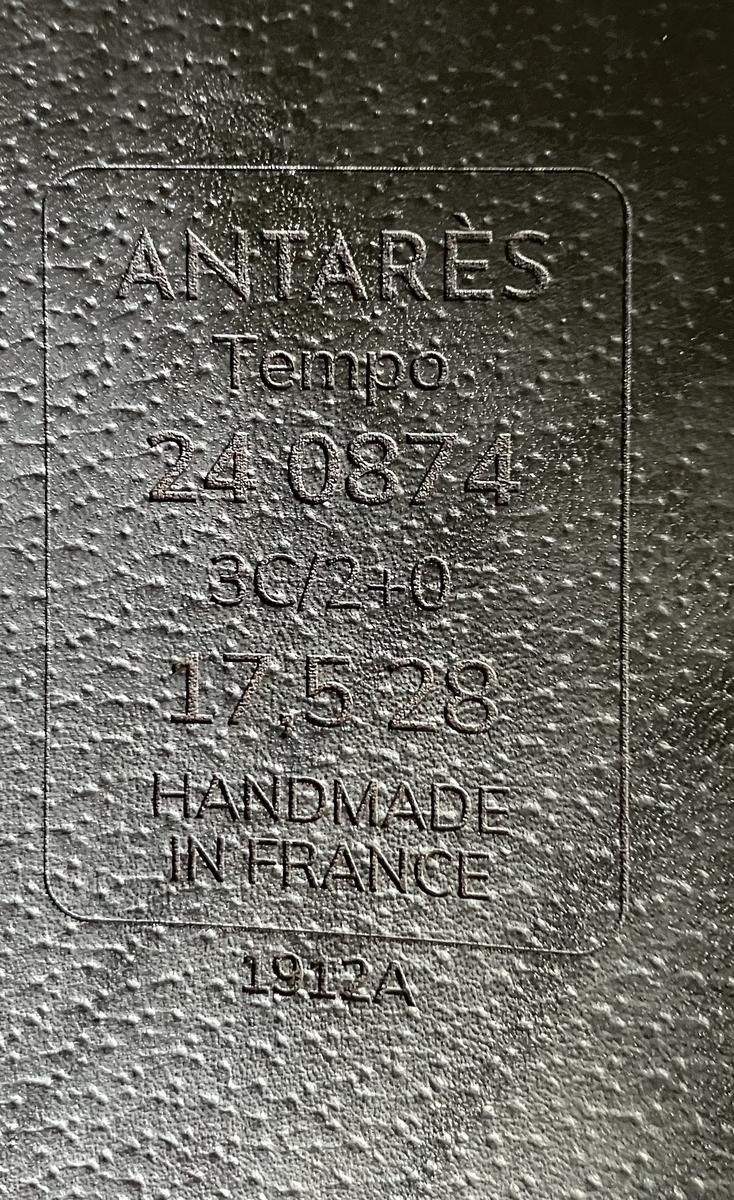 ANTARÈS
Tempo
24 0874
3C/2+0
17,5 28
HANDMADE
IN FRANCE
1912A